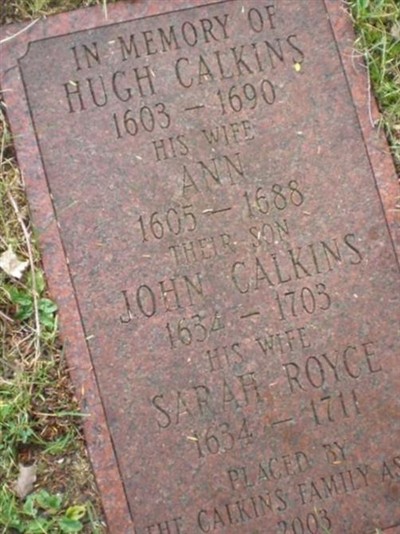 IN MEMORY OF
HUGH CALKINS
1603 - 1690
HIS WIFE
ANN
1605 - 1688
THEIR SON
JOHN CALKINS
1634 - 1703
HIS WIFE
SARAH ROYCE
1634 - 1711
PLACED BY
THE CALKINS FAMILY AS
2003